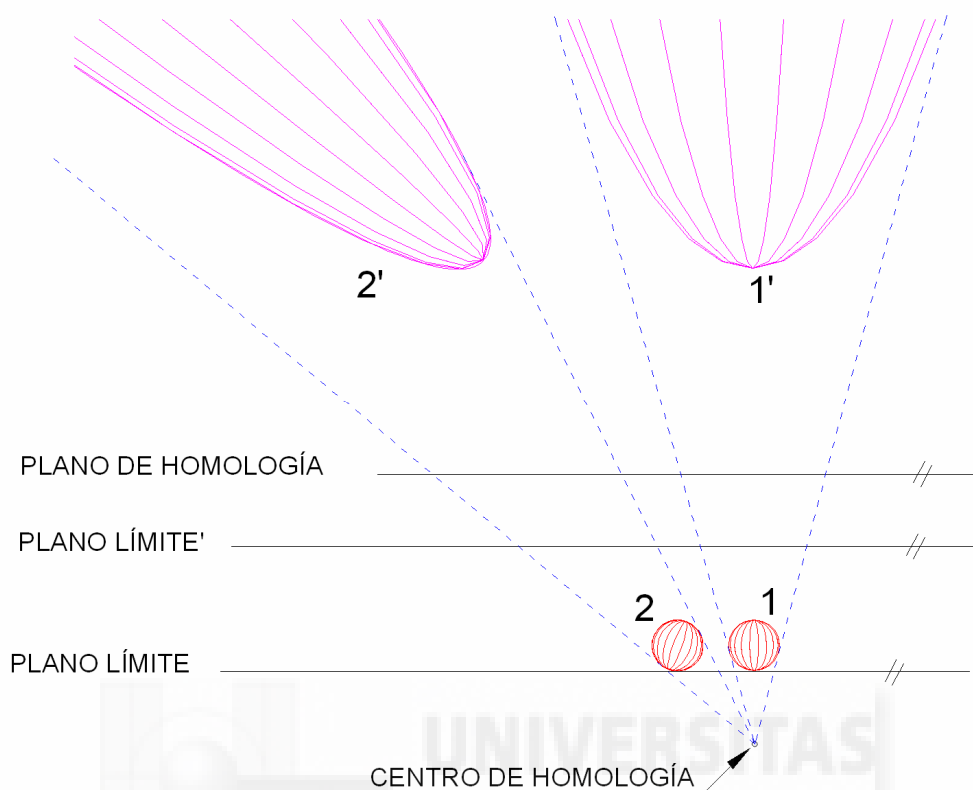 2'
1'
PLANO DE HOMOLOGÍA
PLANO LÍMITE'
2
1
PLANO LÍMITE
UNIVERSITAS
CENTRO DE HOMOLOGÍA